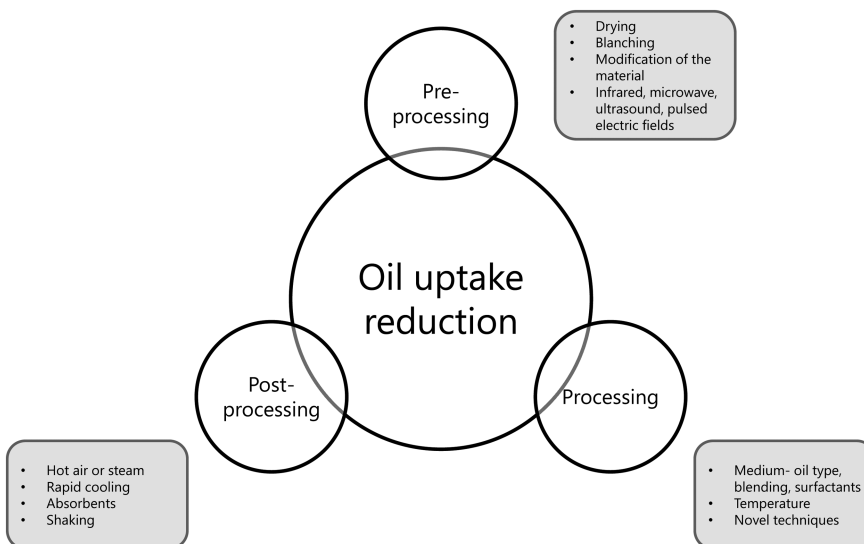 • Drying
• Blanching
• Modification of the
material
• Infrared, microwave,
ultrasound, pulsed
electric fields
Pre-
processing
Oil uptake
reduction
Post-
processing
Processing
• Hot air or steam
• Rapid cooling
• Absorbents
• Shaking
• Medium- oil type,
blending, surfactants
• Temperature
• Novel techniques